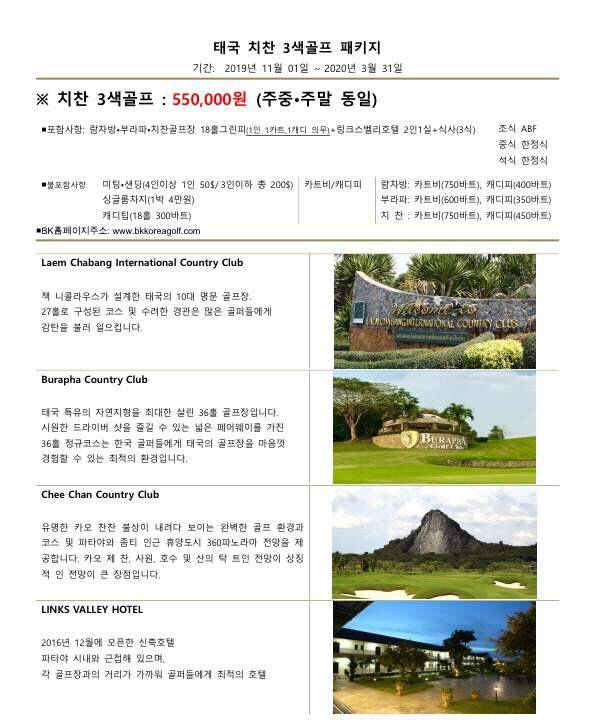 태국 치찬 3색골프 패키지
기간: 2019년 11월 01일 ~ 2020년 3월 31일
※ 치찬 3색골프 : 550,000원 (주중•주말 동일)
■포함사항: 람차방•부라파•치찬골프장 18홀그린피(1인 1카트,1캐디 의무)+링크스벨리호텔 2인1실+식사(3식)
조식 ABF
중식 한정식
석식 한정식
■불포함사항 미팅•샌딩(4인이상 1인 50$/ 3인이하 총 200$) 카트비/캐디피 람차방: 카트비(750바트), 캐디피(400바트)
싱글룸차지(1박 4만원) 부라파: 카트비(600바트), 캐디피(350바트)
캐디팁(18홀 300바트) 지 찬 : 카트비(750바트), 캐디피(450바트)
■BK홈페이지주소: www.bkkoreagolf.com
Laem Chabang International Country Club
잭 니클라우스가 설계한 태국의 10대 명문 골프장.
27홀로 구성된 코스 및 수려한 경관은 많은 골퍼들에게
감탄을 불러 일으킵니다.
Welcome to
LAEM CHABANG INTERNATIONAL COUNTRY CLUB
Burapha Country Club
태국 특유의 자연지형을 최대한 살린 36홀 골프장입니다.
시원한 드라이버 샷을 즐길 수 있는 넓은 페어웨이를 가진
36홀 정규코스는 한국 골퍼들에게 태국의 골프장을 마음껏
경험할 수 있는 최적의 환경입니다.
BURAPHA
Golf Club
Chee Chan Country Club
유명한 카오 찬찬 불상이 내려다 보이는 완벽한 골프 환경과
코스 및 파타야와 좀티 인근 휴양도시 360파노라마 전망을 제
공합니다. 카오 체 찬, 사원, 호수 및 산의 탁 트인 전망이 상징
적 인 전망이 큰 장점입니다.
LINKS VALLEY HOTEL
2016년 12월에 오픈한 신축호텔
파타야 시내와 근접해 있으며,
각 골프장과의 거리가 가까워 골퍼들에게 최적의 호텔